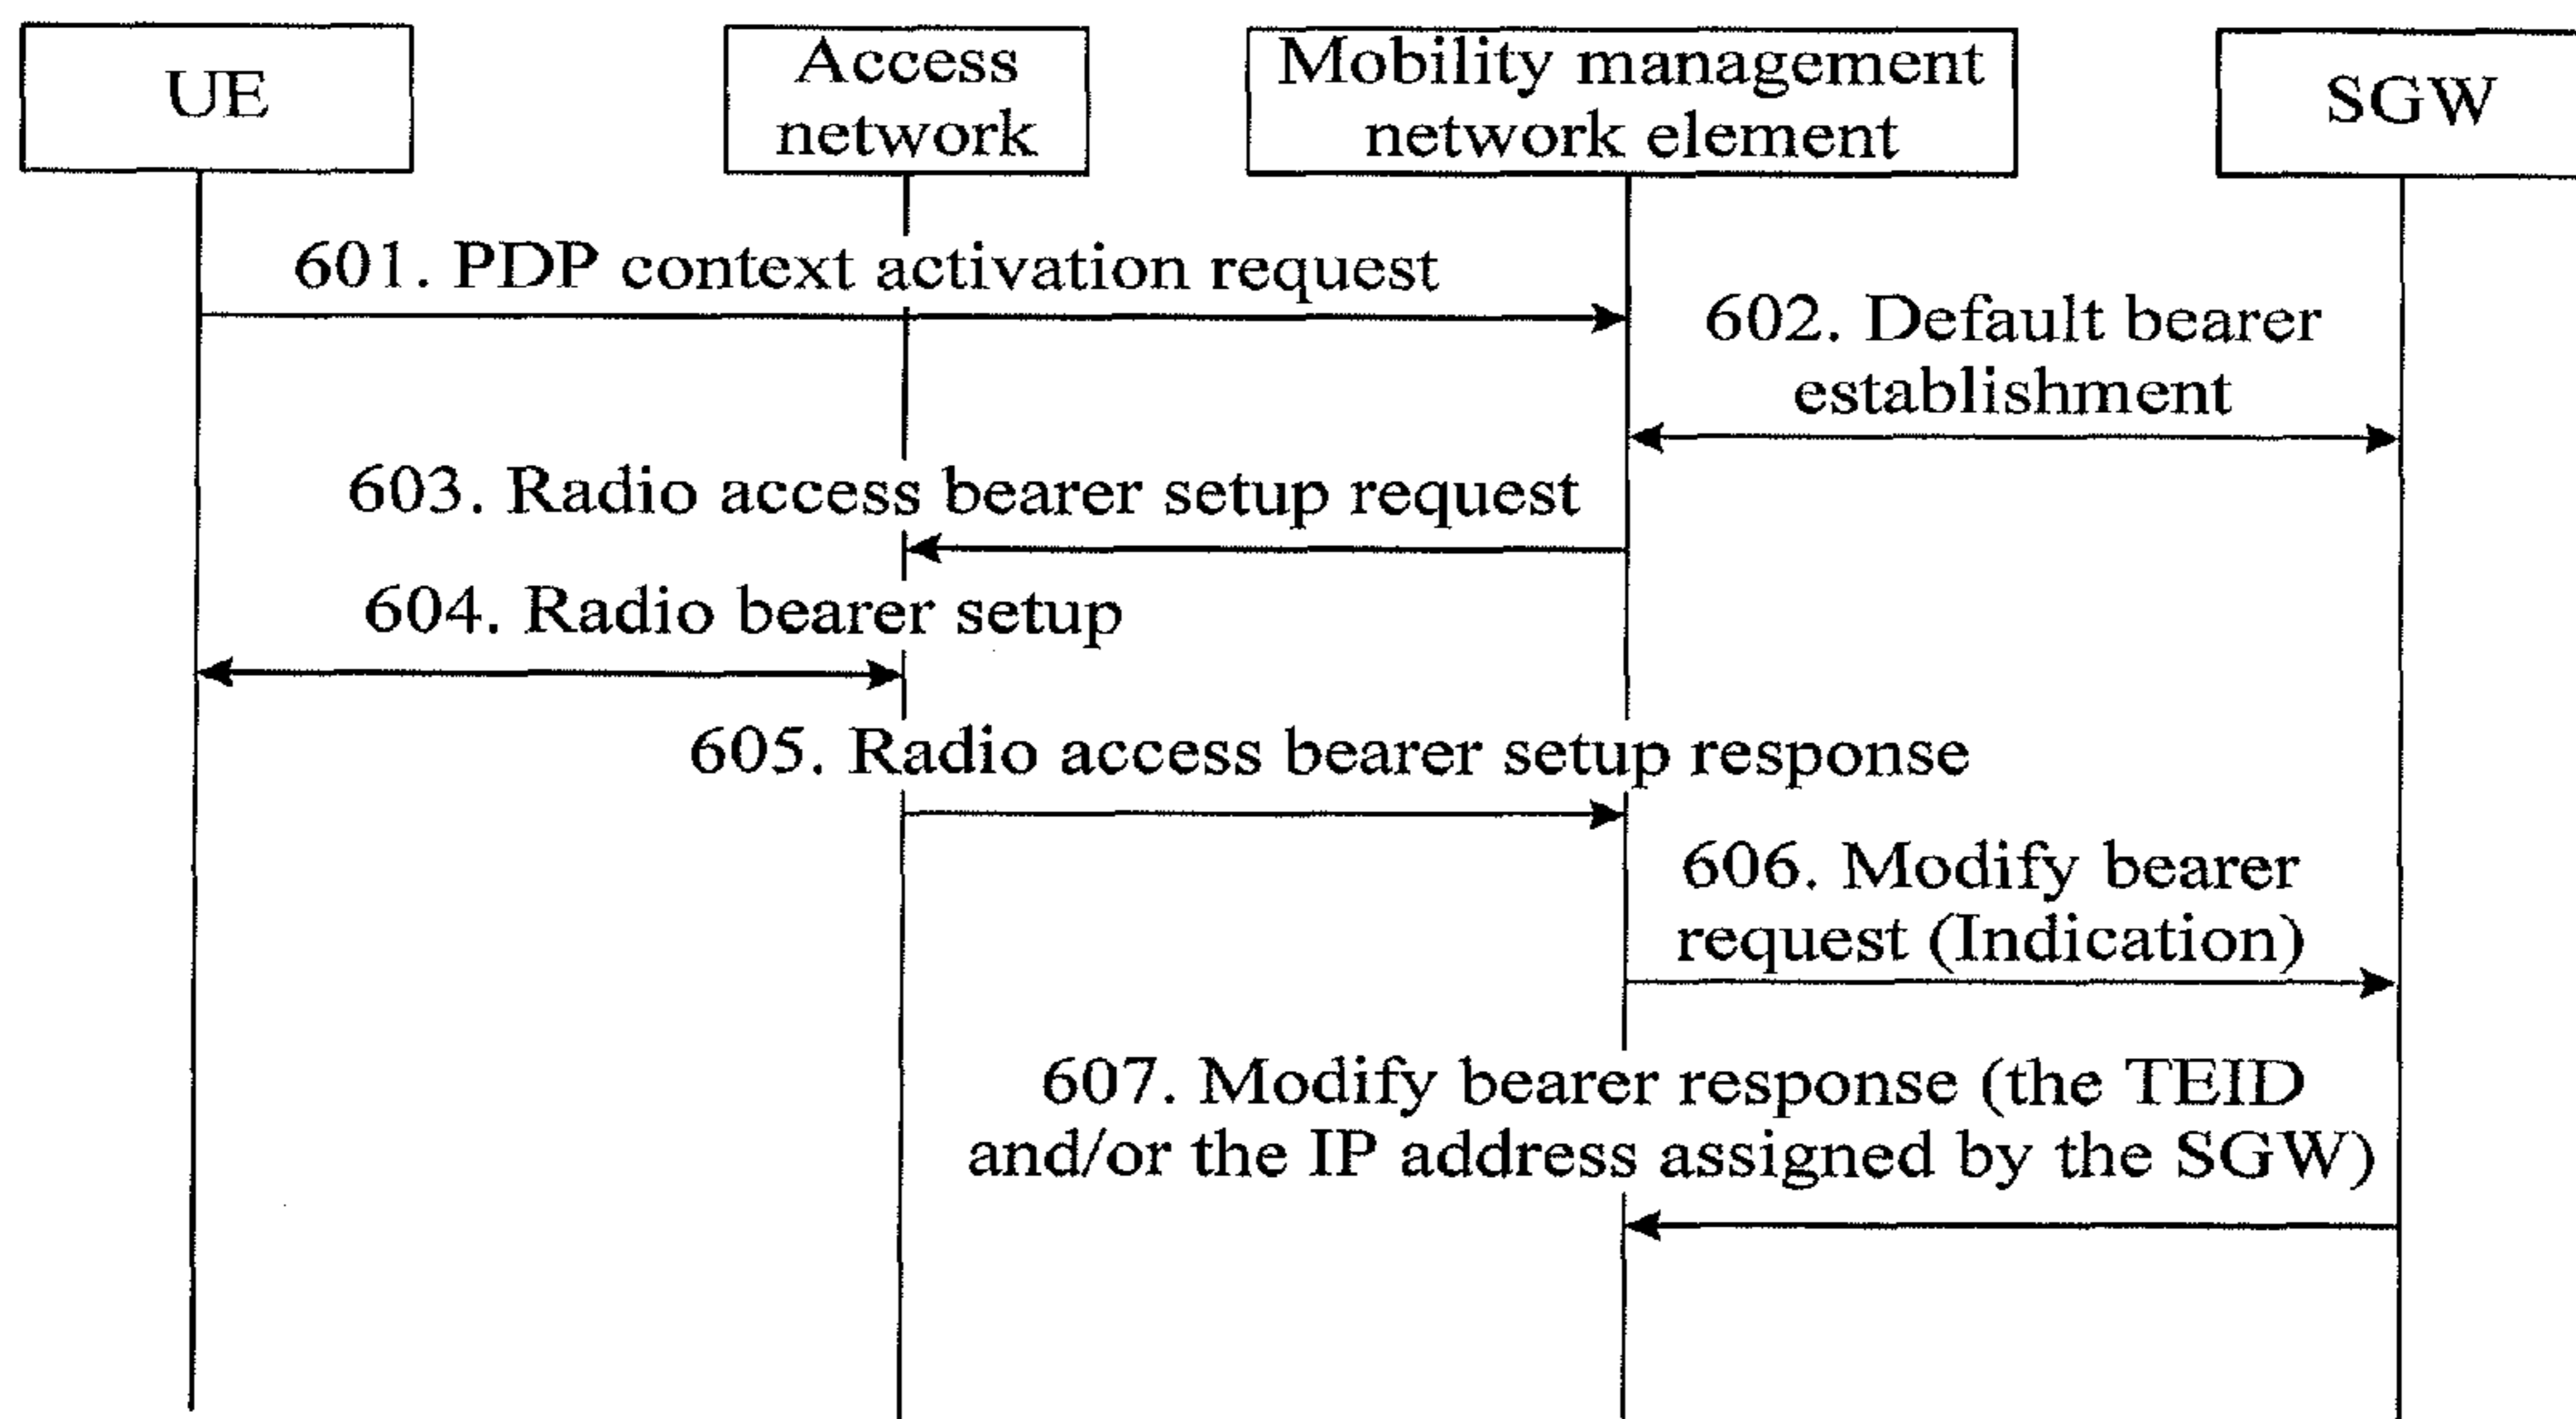 UE
Access
network
Mobility management
network element
SGW
601. PDP context activation request
602. Default bearer
establishment
603. Radio access bearer setup request
604. Radio bearer setup
605. Radio access bearer setup response
606. Modify bearer
request (Indication)
607. Modify bearer response (the TEID
and/or the IP address assigned by the SGW)